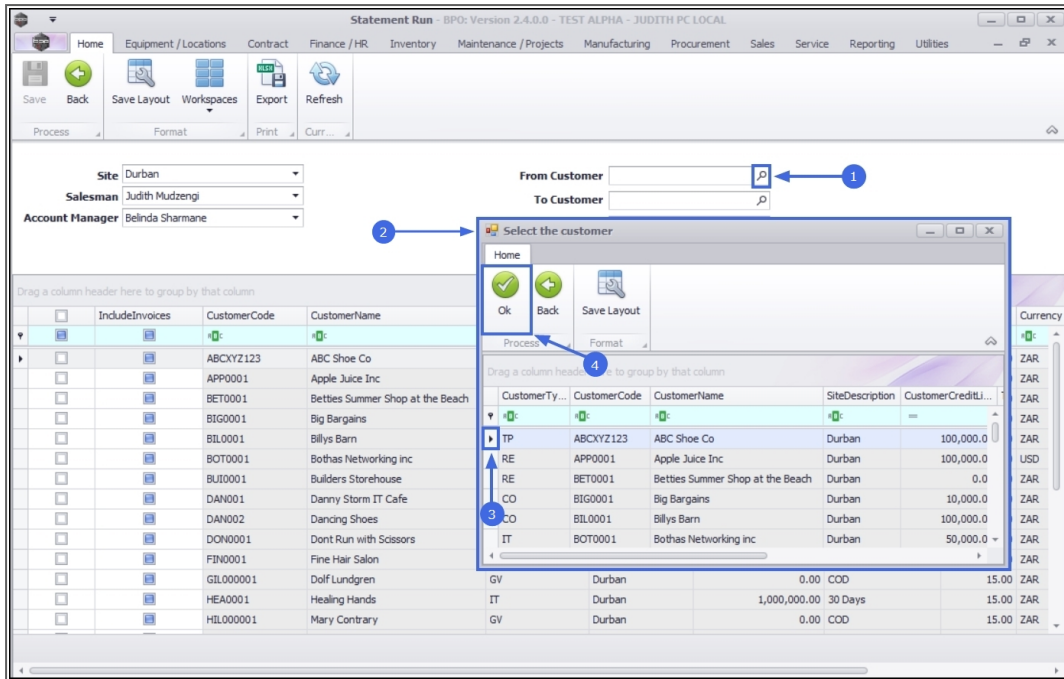 Statement Run - BPO: Version 2.4.0.0 - TEST ALPHA - JUDITH PC LOCAL
Home Equipment / Locations Contract Finance / HR Inventory Maintenance / Projects Manufacturing Procurement Sales Service Reporting Utilities
Save Back Save Layout Workspaces Export Refresh
Process Format Print Curr...
Site Durban
Salesman Judith Mudzengi
Account Manager Belinda Sharmane
From Customer 1
To Customer
2 Select the customer
Home
Ok Back Save Layout
Process Format
4
Drag a column header here to group by that column
CustomerTy... CustomerCode CustomerName SiteDescription CustomerCreditLi...
TP ABCXYZ123 ABC Shoe Co Durban 100,000.0
RE APP0001 Apple Juice Inc Durban 100,000.0
RE BET0001 Betties Summer Shop at the Beach Durban 0.0
CO BIG0001 Big Bargains Durban 10,000.0
3 CO BIL0001 Billys Barn Durban 100,000.0
IT BOT0001 Bothas Networking inc Durban 50,000.0
Drag a column header here to group by that column
IncludeInvoices CustomerCode CustomerName Currency
ABCXYZ123 ABC Shoe Co ZAR
APP0001 Apple Juice Inc ZAR
BET0001 Betties Summer Shop at the Beach ZAR
BIG0001 Big Bargains ZAR
BIL0001 Billys Barn ZAR
BOT0001 Bothas Networking inc USD
BUI0001 Builders Storehouse ZAR
DAN001 Danny Storm IT Cafe ZAR
DAN002 Dancing Shoes ZAR
DON0001 Dont Run with Scissors ZAR
FIN0001 Fine Hair Salon ZAR
GIL000001 Dolf Lundgren GV Durban 0.00 COD 15.00 ZAR
HEA0001 Healing Hands IT Durban 1,000,000.00 30 Days 15.00 ZAR
HIL000001 Mary Contrary GV Durban 0.00 COD 15.00 ZAR